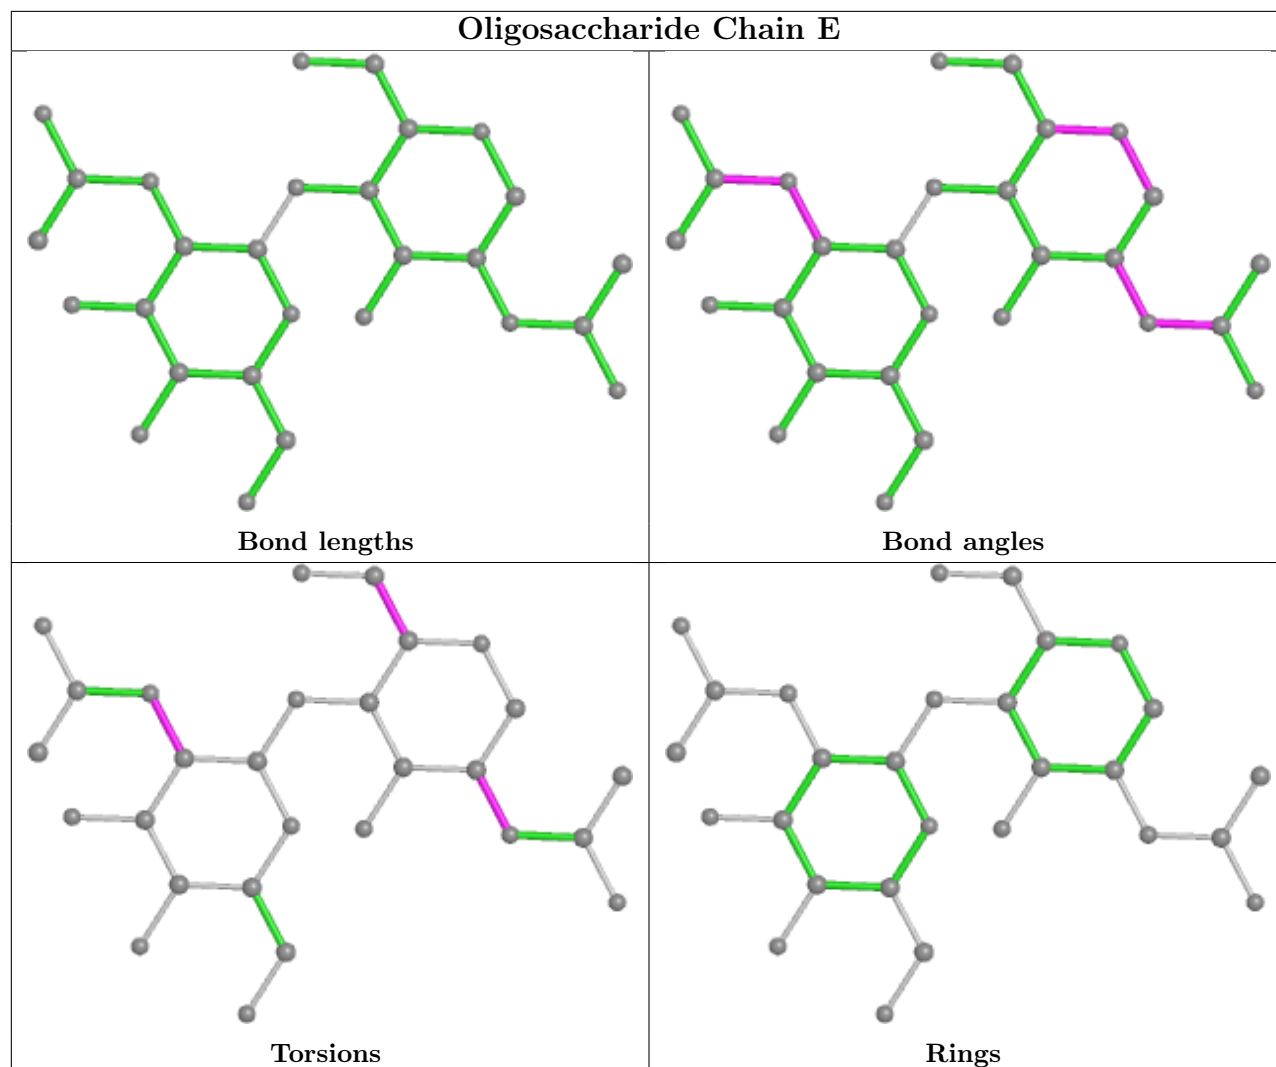 Oligosaccharide Chain E
Bond lengths
Bond angles
Torsions
Rings